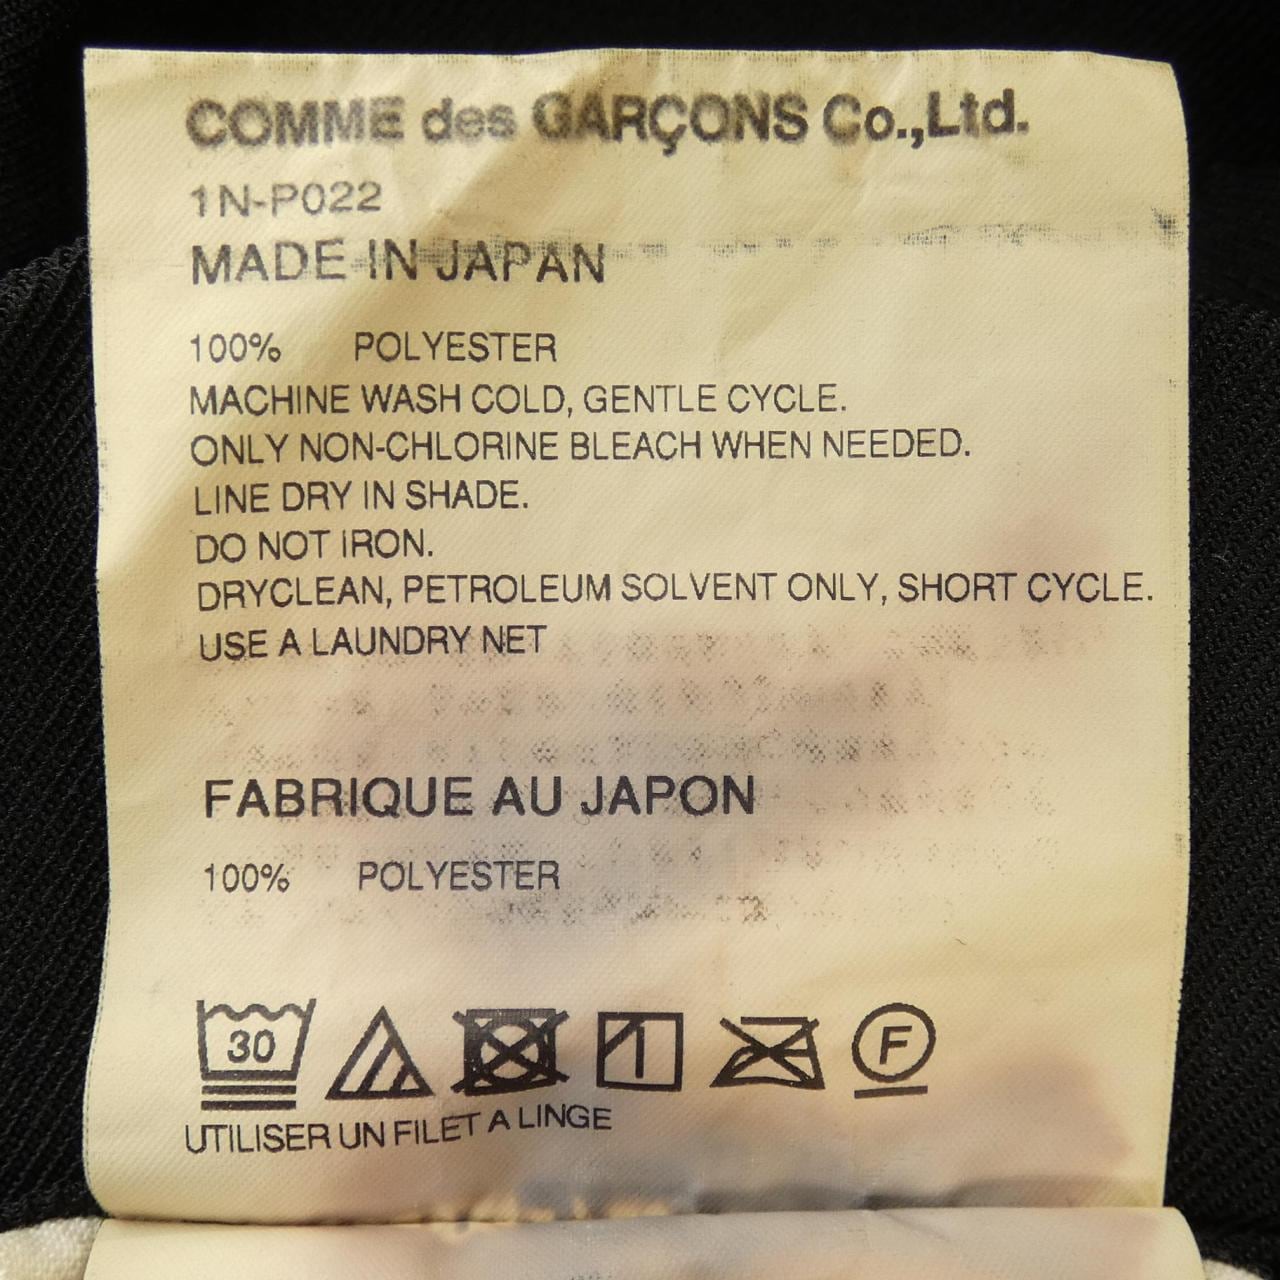 COMME des GARÇONS Co.,Ltd.
1N-P022
MADE IN JAPAN
100% POLYESTER
MACHINE WASH COLD, GENTLE CYCLE.
ONLY NON-CHLORINE BLEACH WHEN NEEDED.
LINE DRY IN SHADE.
DO NOT IRON.
DRYCLEAN, PETROLEUM SOLVENT ONLY, SHORT CYCLE.
USE A LAUNDRY NET
FABRIQUE AU JAPON
100% POLYESTER
30 F
UTILISER UN FILET A LINGE